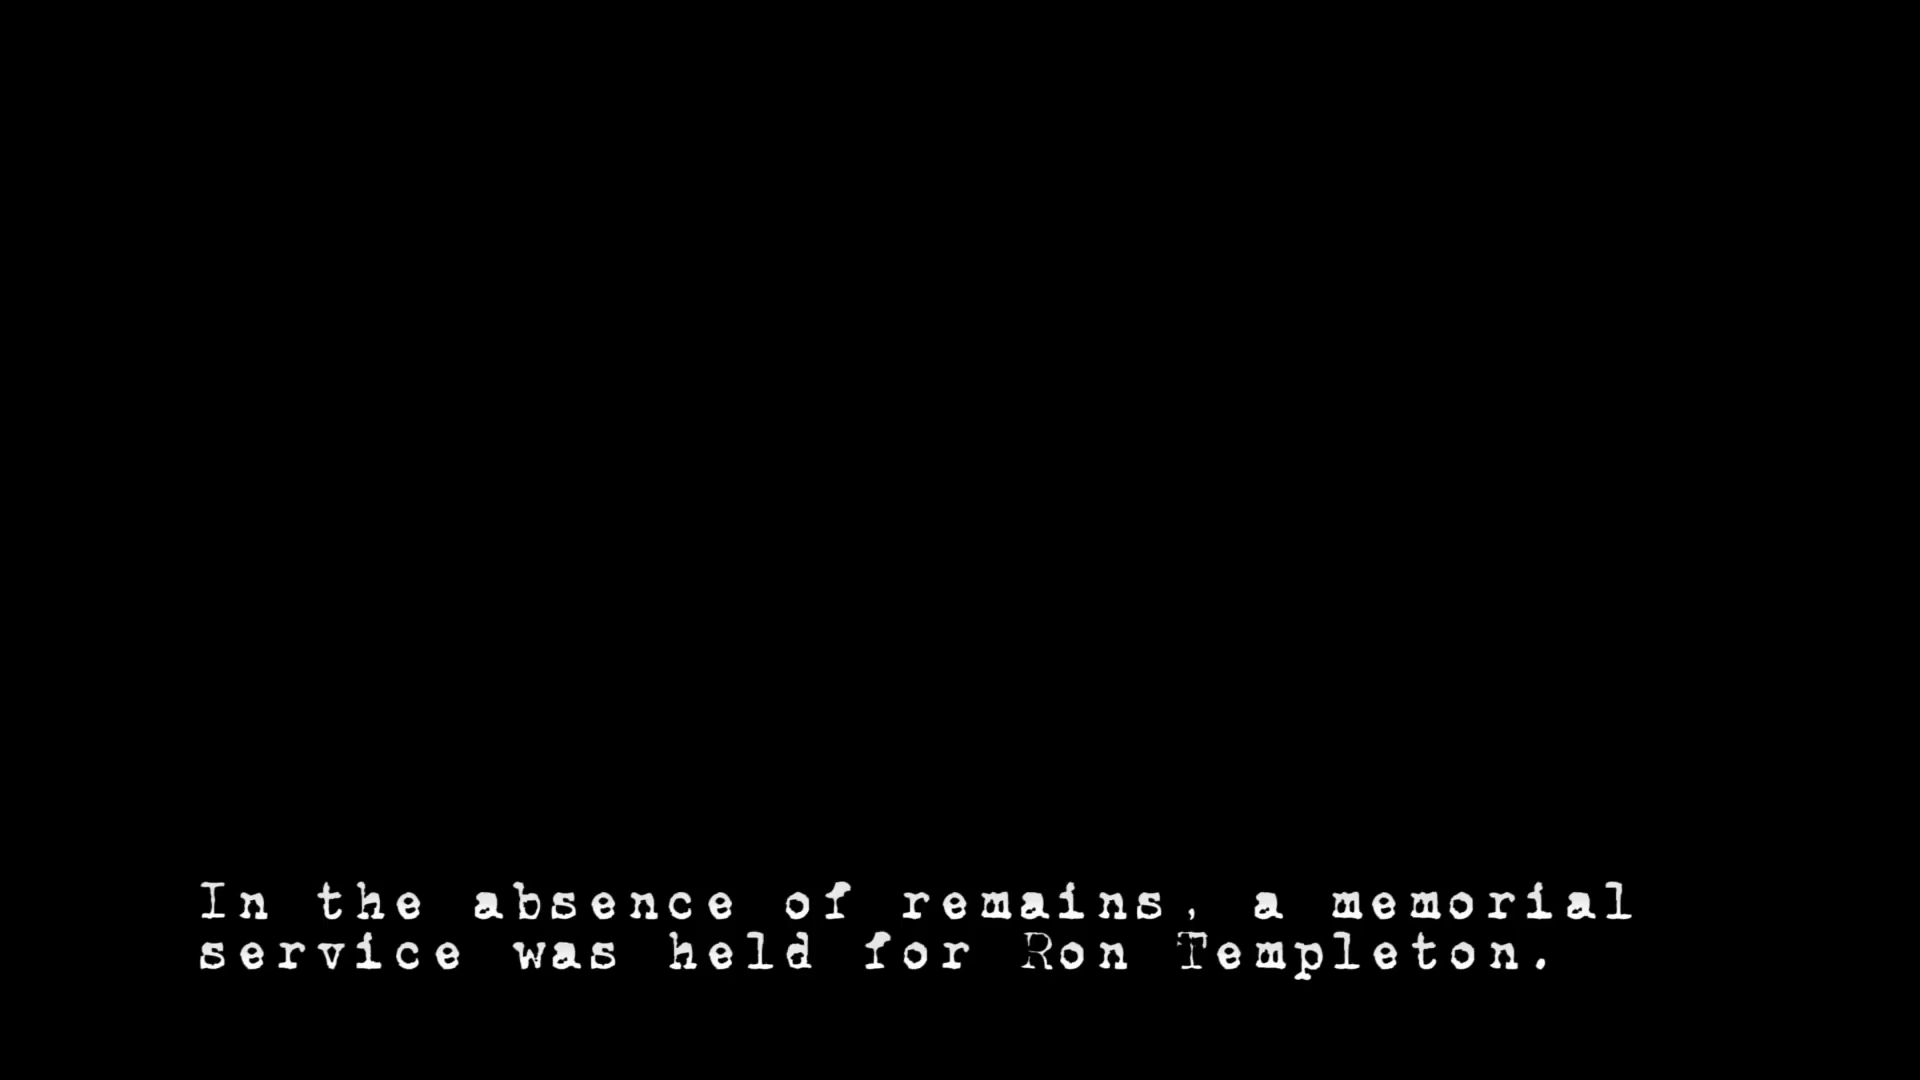 In the absence of remains, a memorial
service was held for Ron Templeton.